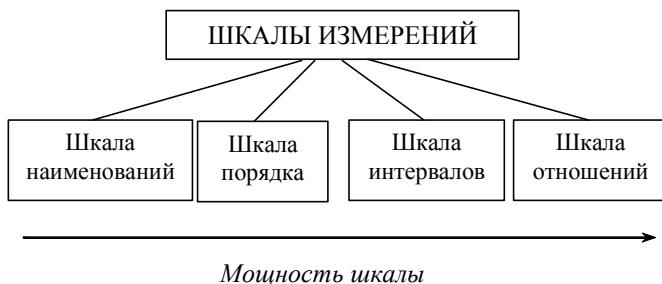 ШКАЛЫ ИЗМЕРЕНИЙ
Шкала
наименований
Шкала
порядка
Шкала
интервалов
Шкала
отношений
Мощность шкалы